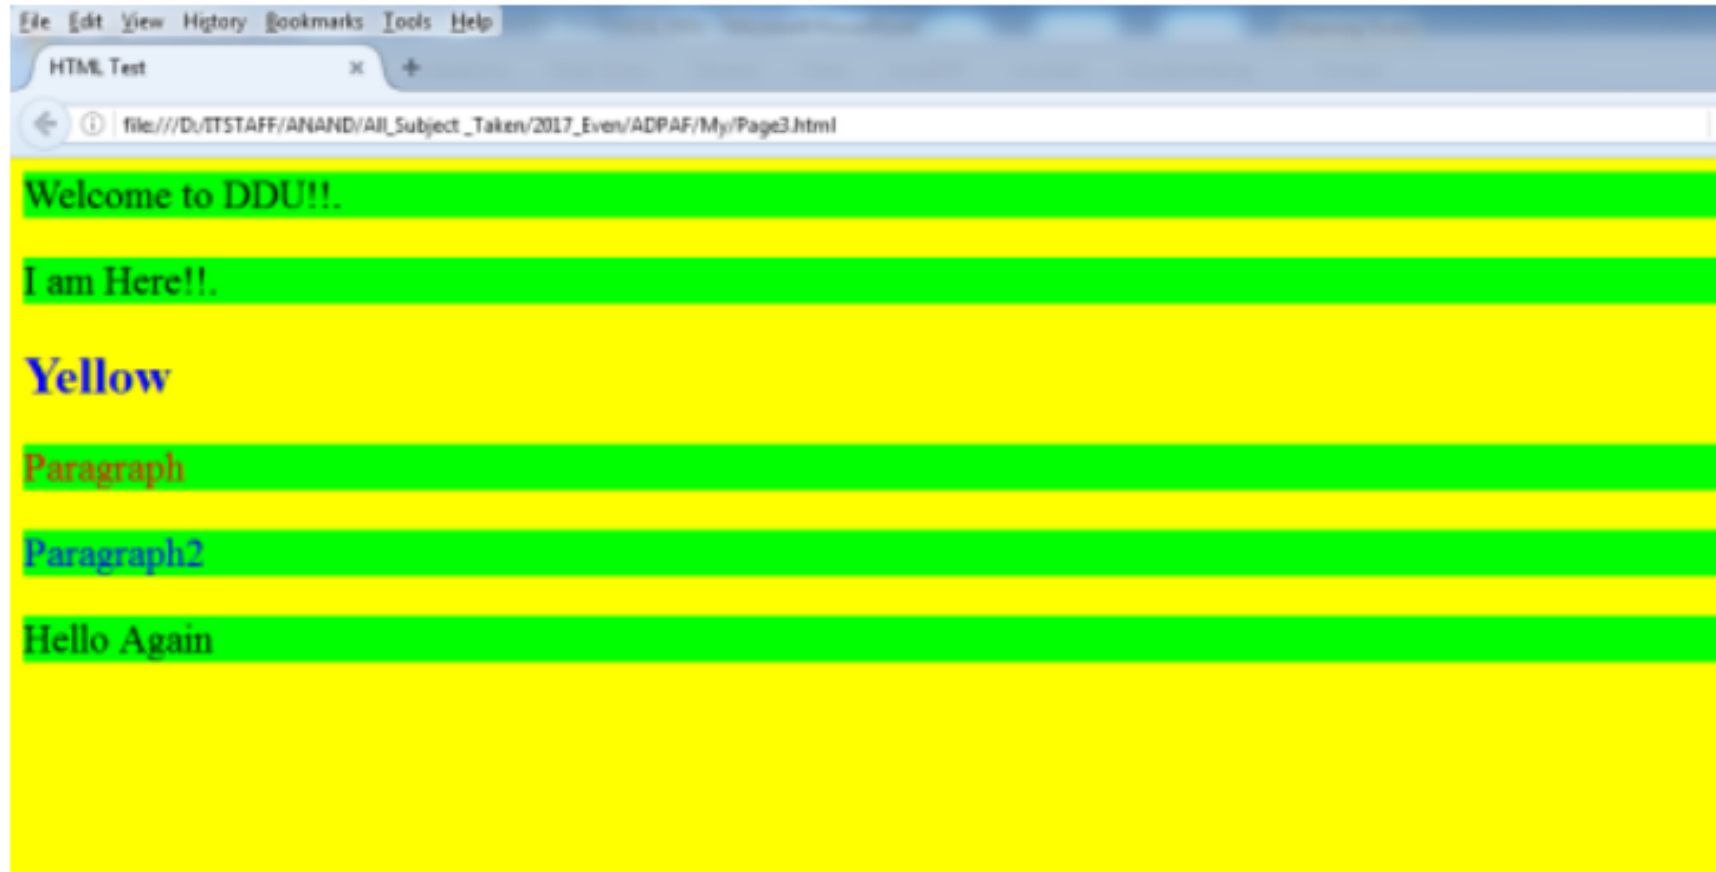 File Edit View History Bookmarks Tools Help
HTML Test
file:///D:/ITSTAFF/ANAND/All_Subject _Taken/2017_Even/ADPAF/My/Page3.html
Welcome to DDU!!.
I am Here!!.
Yellow
Paragraph
Paragraph2
Hello Again